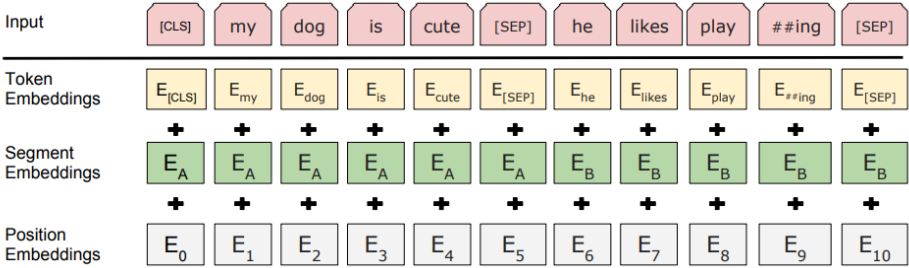 Input [CLS] my dog is cute [SEP] he likes play ##ing [SEP]
Token Embeddings E[CLS] Emy Edog Eis Ecute E[SEP] Ehe Elikes Eplay E##ing E[SEP]
+ + + + + + + + + + +
Segment Embeddings EA EA EA EA EA EA EB EB EB EB EB
+ + + + + + + + + + +
Position Embeddings E0 E1 E2 E3 E4 E5 E6 E7 E8 E9 E10